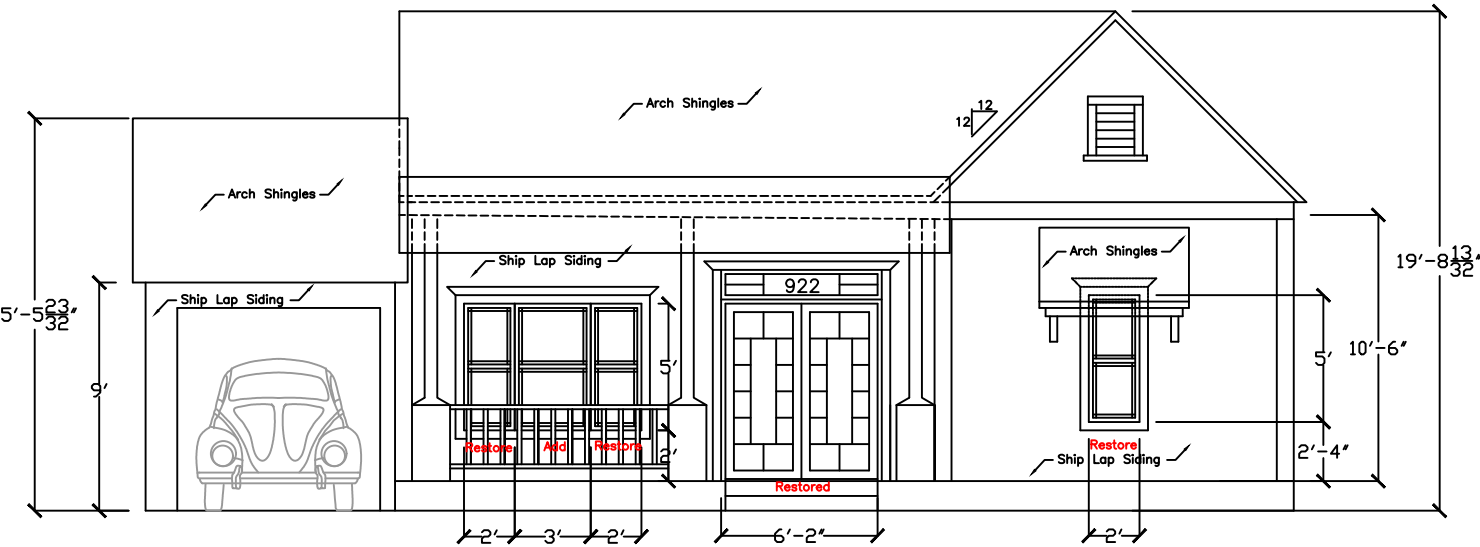 Arch Shingles
12
12
Arch Shingles
Arch Shingles
Ship Lap Siding
Ship Lap Siding
922
19'-8 13/32"
5'-5 23/32"
10'-6"
5'
5'
9'
Restore
Add
Restore
2'
Restore
2'-4"
Ship Lap Siding
Restored
2'
3'
2'
6'-2"
2'